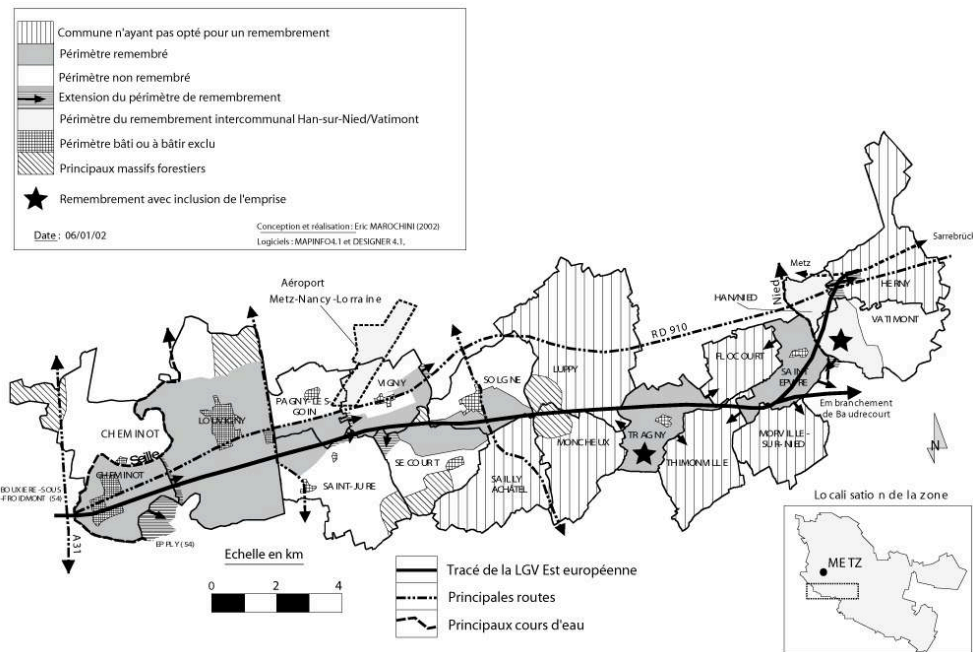 Commune n'ayant pas opté pour un remembrement
Périmètre remembré
Périmètre non remembré
Extension du périmètre de remembrement
Périmètre du remembrement intercommunal Han-sur-Nied/Vatimont
Périmètre bâti ou à bâtir exclu
Principaux massifs forestiers
Remembrement avec inclusion de l'emprise
Date : 06/01/02
Conception et réalisation : Eric MAROCHINI (2002)
Logiciels : MAPINFO4.1 et DESIGNER 4.1,
Sarrebrück
Metz
Nied
HERNY
Aéroport
Metz-Nancy-Lorraine
HAN/NIED
VATIMONT
RD 910
FLOCOURT
SAINT
EPVRE
LUPPY
VIGNY
SOLGNE
PAGNY-LES-
GOIN
LOUVIGNY
Embranchement
de Baudrecourt
CHEMINOT
Seille
CHEMINOT
TRAGNY
MONCHEUX
MORVILLE-
SUR-NIED
THIMONVILLE
SECOURT
SAILLY
ACHÂTEL
SAINT-JURE
BOUXIERE-SOUS
-FROIDMONT (54)
A31
EPPLY (54)
N
Localisation de la zone
METZ
Echelle en km
0 2 4
Tracé de la LGV Est européenne
Principales routes
Principaux cours d'eau